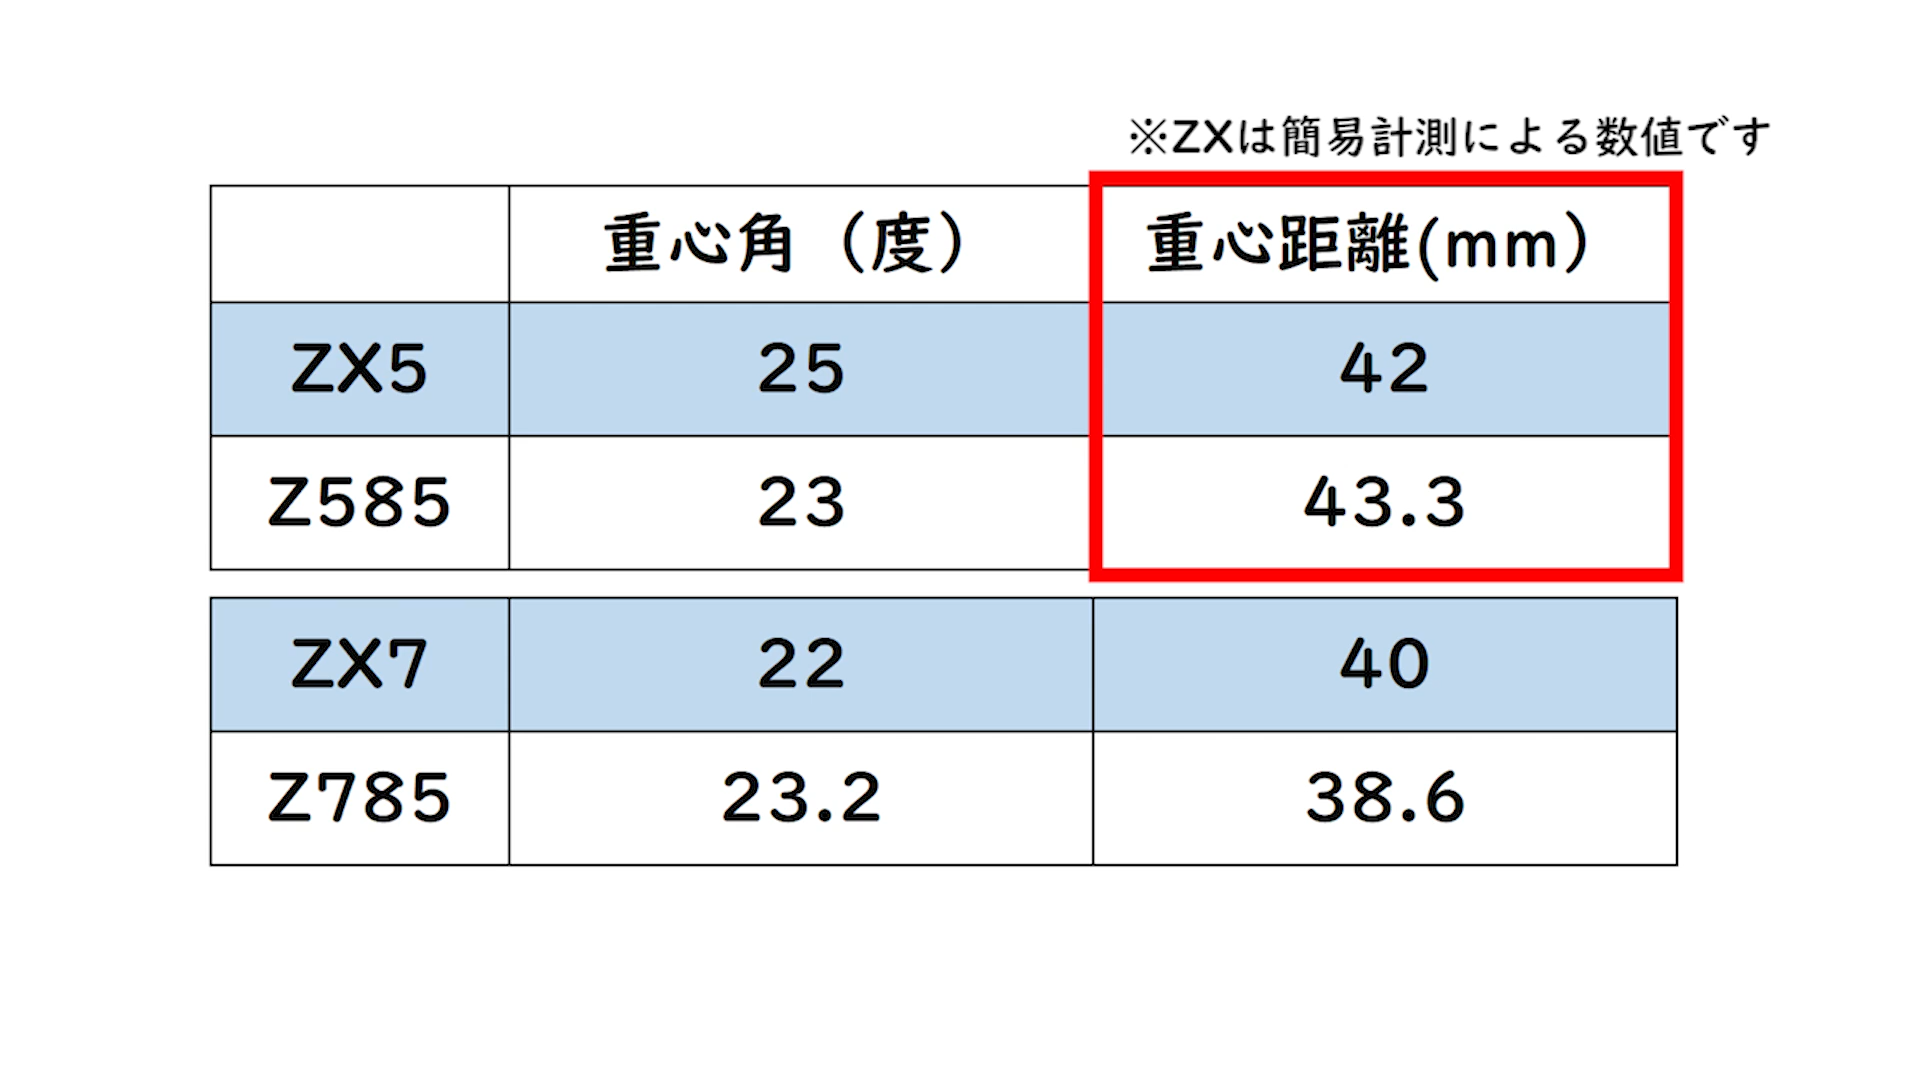 ※ZXは簡易計測による数値です
重心角（度） 重心距離(mm）
ZX5 25 42
Z585 23 43.3
ZX7 22 40
Z785 23.2 38.6